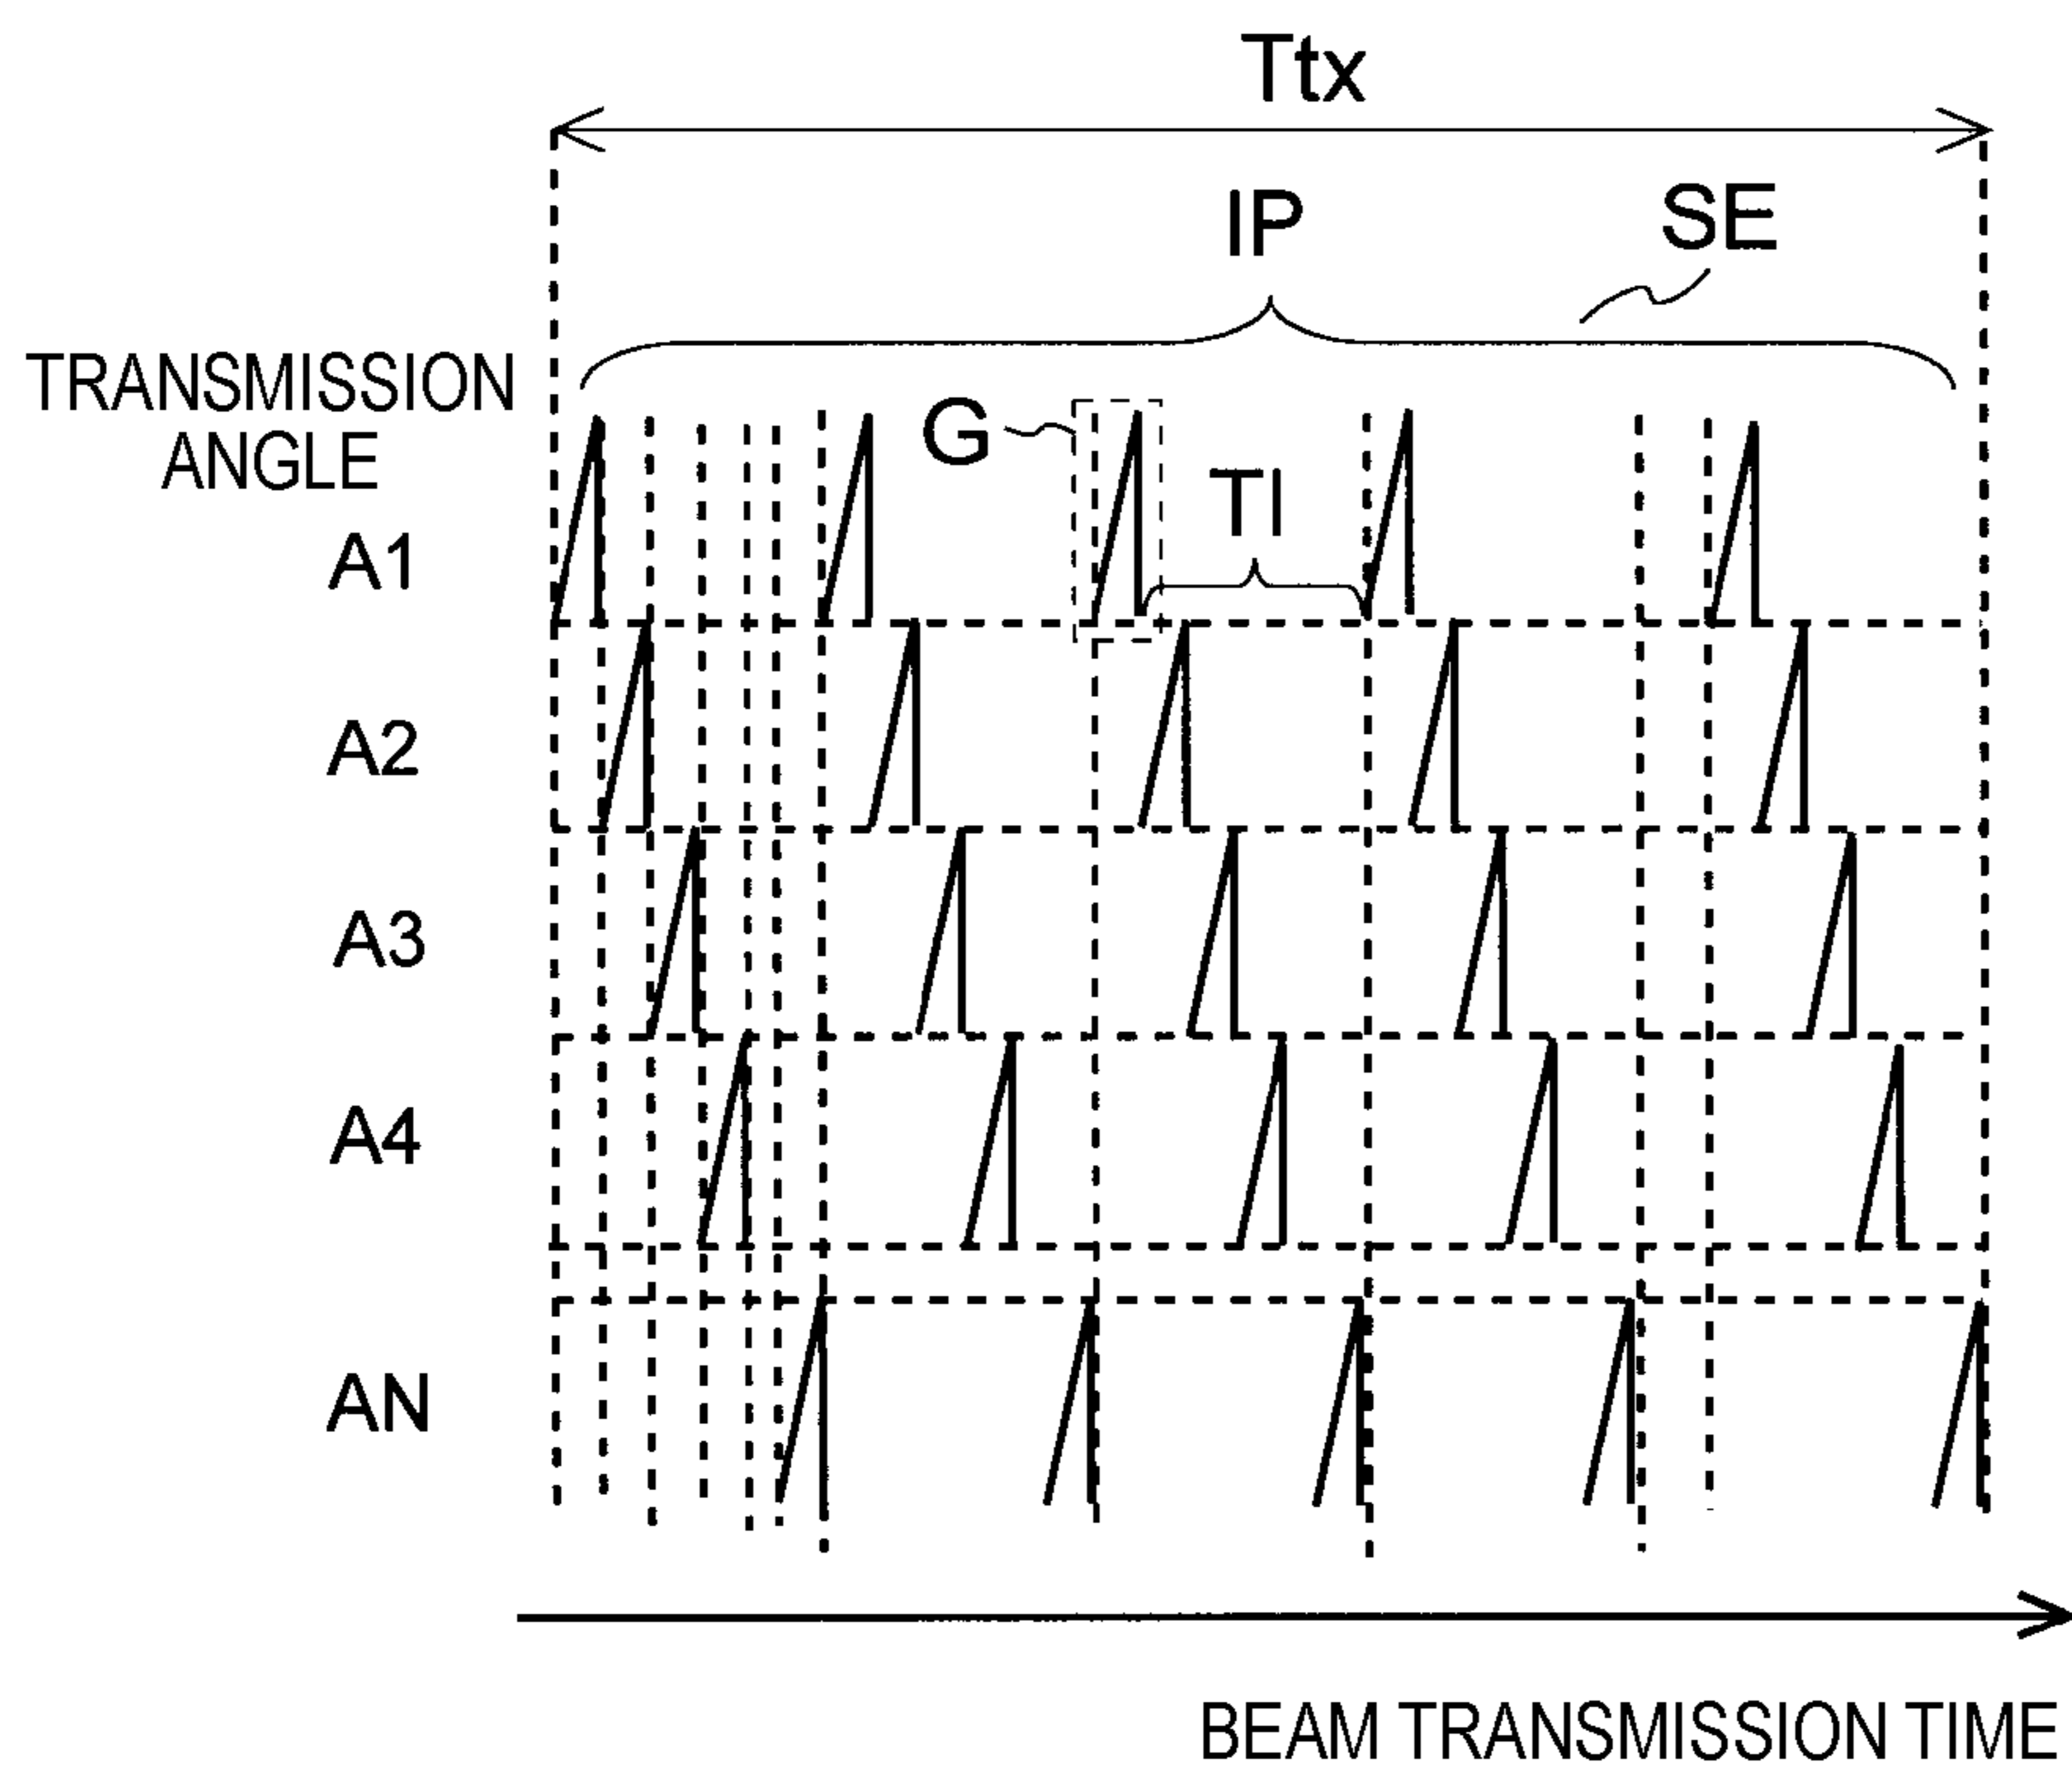 Ttx
IP
SE
TRANSMISSION
ANGLE
G
TI
A1
A2
A3
A4
AN
BEAM TRANSMISSION TIME